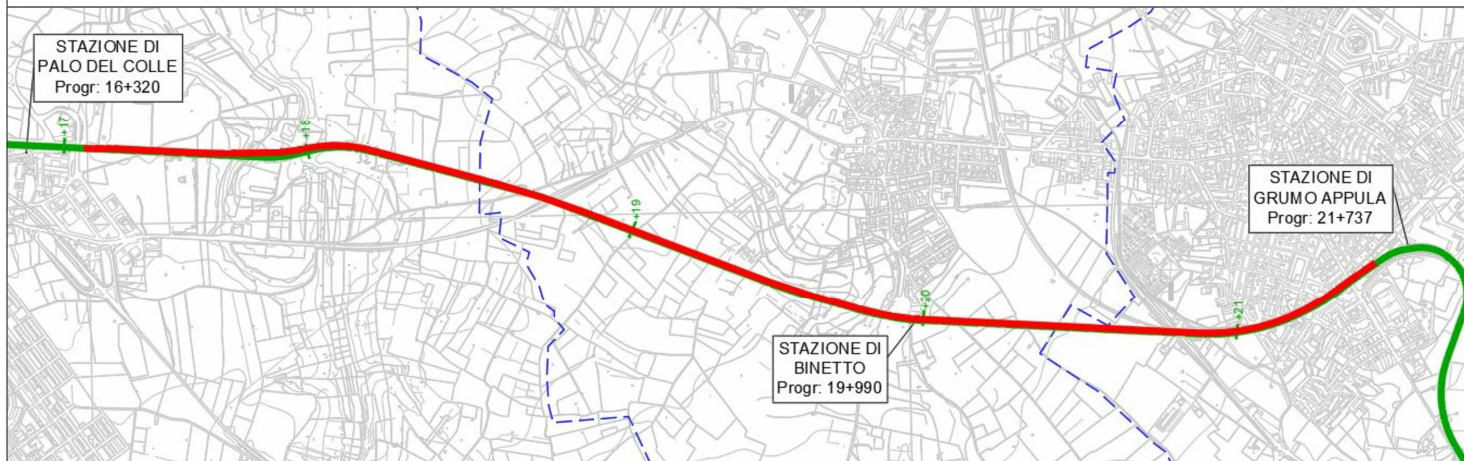 STAZIONE DI
PALO DEL COLLE
Progr: 16+320
+17
+18
+19
STAZIONE DI
BINETTO
Progr: 19+990
+20
+21
STAZIONE DI
GRUMO APPULA
Progr: 21+737